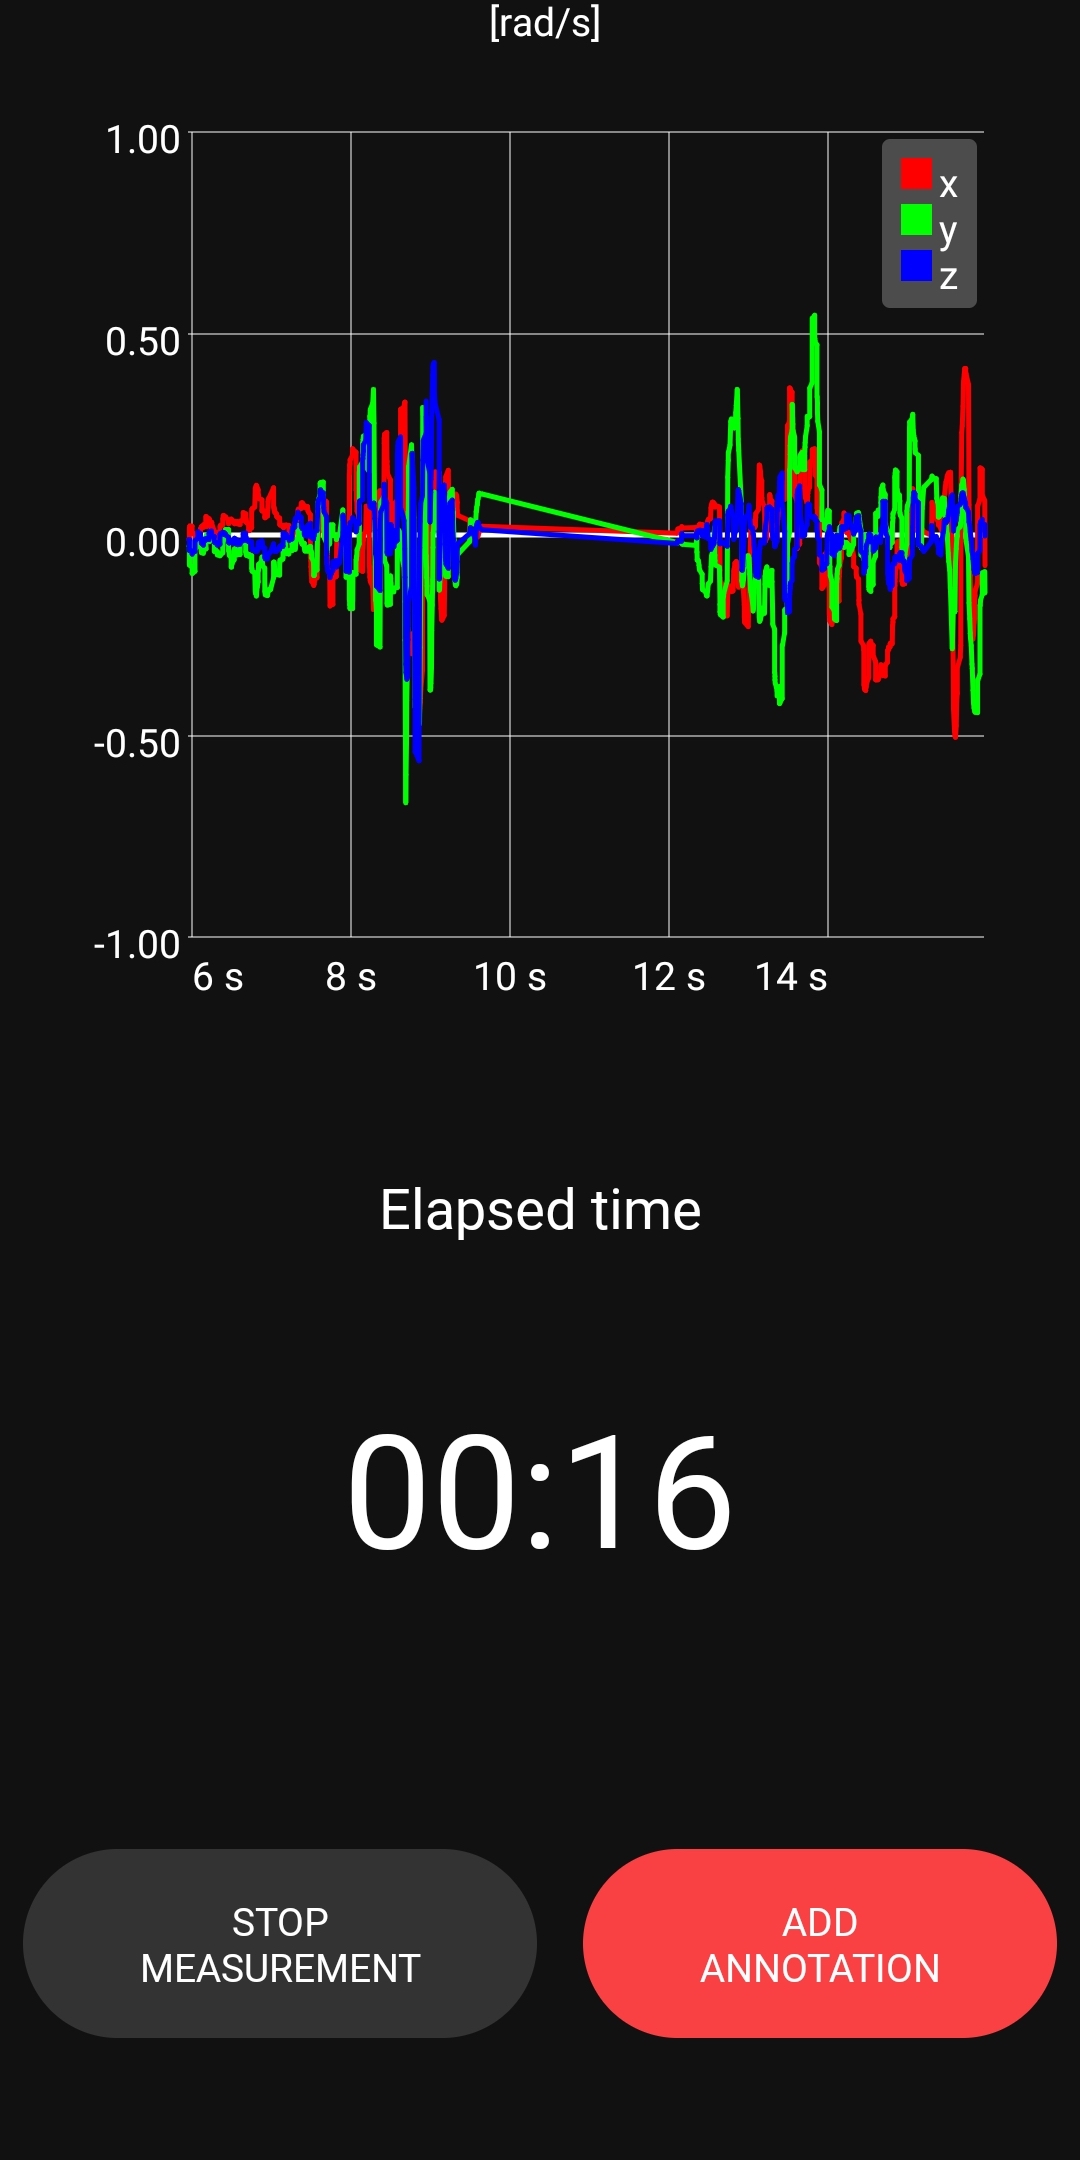 [rad/s]
1.00
x
y
z
0.50
0.00
-0.50
-1.00
6 s 8 s 10 s 12 s 14 s
Elapsed time
00:16
STOP
MEASUREMENT
ADD
ANNOTATION